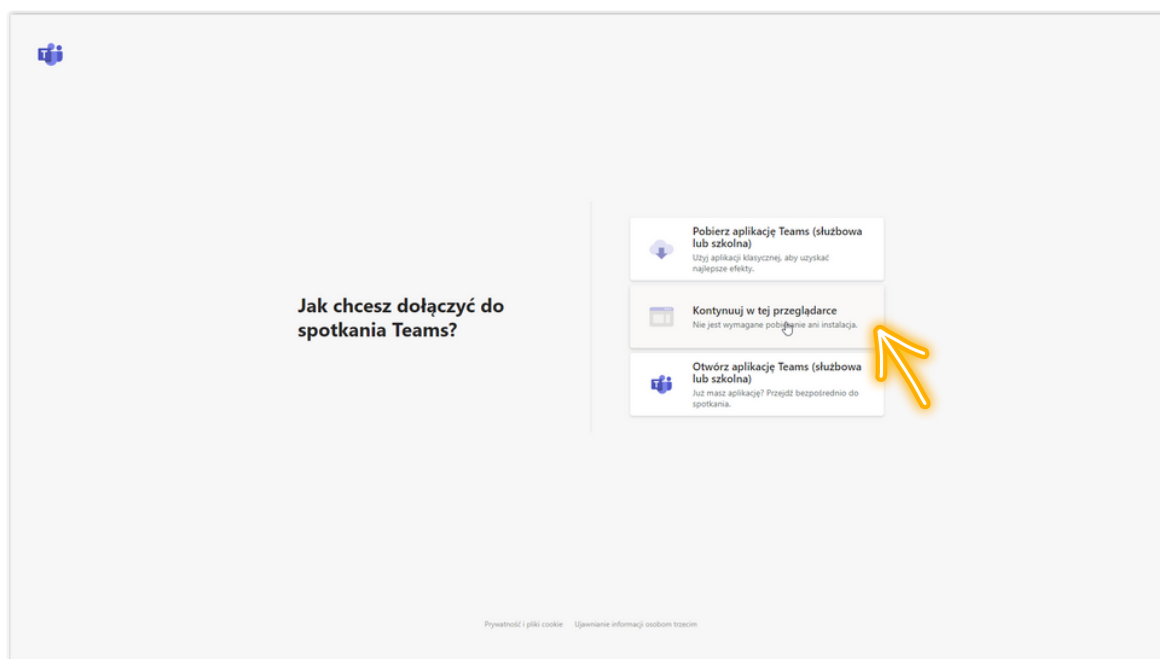 Jak chcesz dołączyć do
spotkania Teams?
Pobierz aplikację Teams (służbowa
lub szkolna)
Użyj aplikacji klasycznej, aby uzyskać
najlepsze efekty.
Kontynuuj w tej przeglądarce
Nie jest wymagane pobieranie ani instalacja.
Otwórz aplikację Teams (służbowa
lub szkolna)
Już masz aplikację? Przejdź bezpośrednio do
spotkania.
Prywatność i pliki cookie Ujawnianie informacji osobom trzecim